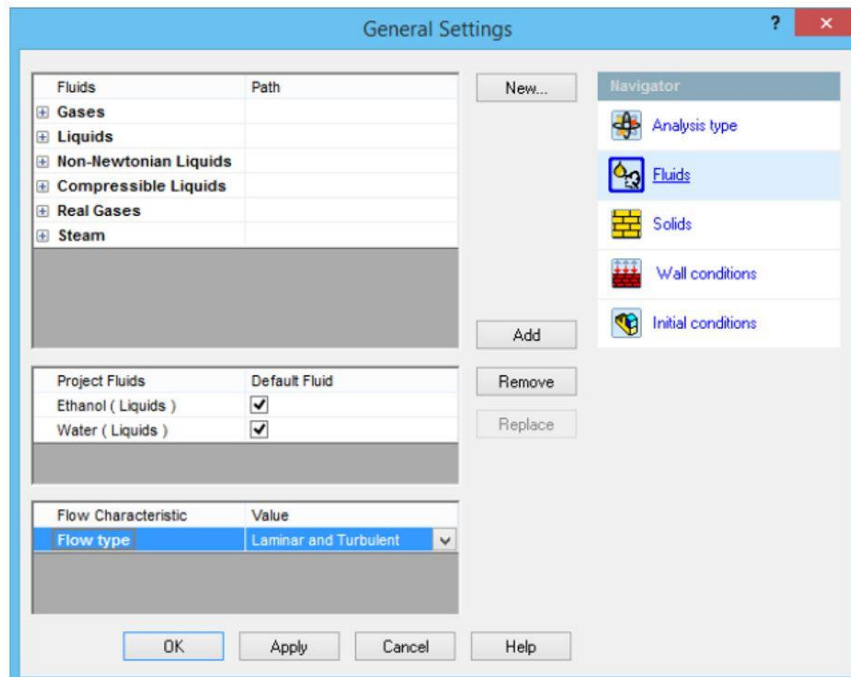 General Settings
?
Fluids Path
Gases
Liquids
Non-Newtonian Liquids
Compressible Liquids
Real Gases
Steam
New...
Add
Project Fluids Default Fluid
Ethanol ( Liquids )
Water ( Liquids )
Remove
Replace
Flow Characteristic Value
Flow type Laminar and Turbulent
OK Apply Cancel Help
Navigator
Analysis type
Fluids
Solids
Wall conditions
Initial conditions